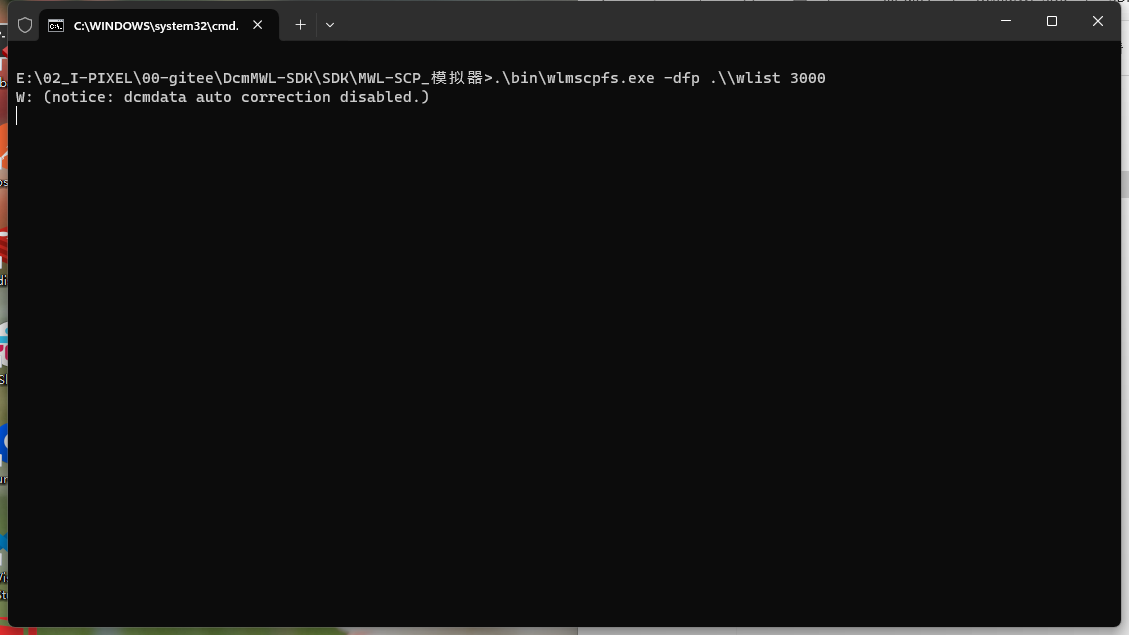 C:\WINDOWS\system32\cmd.
E:\02_I-PIXEL\00-gitee\DcmMWL-SDK\SDK\MWL-SCP_模拟器>.\bin\wlmscpfs.exe -dfp .\\wlist 3000
W: (notice: dcmdata auto correction disabled.)